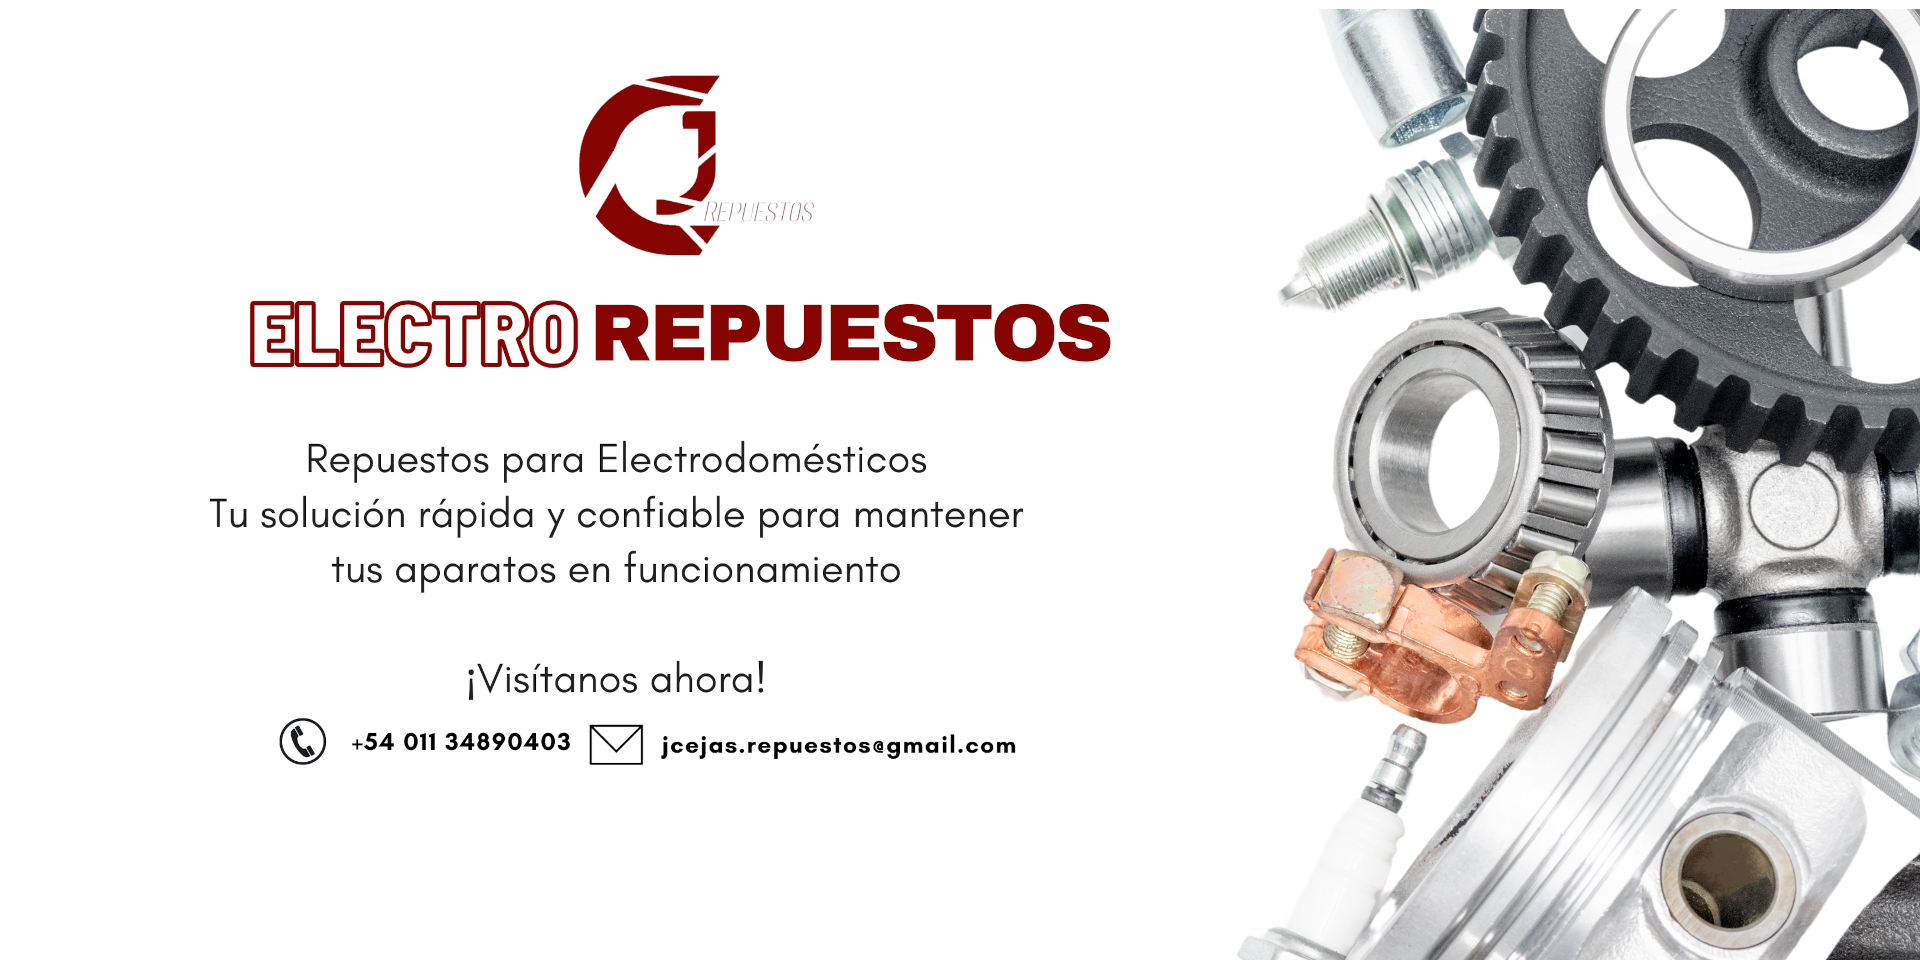 CJ
REPUESTOS
ELECTRO REPUESTOS
Repuestos para Electrodomésticos
Tu solución rápida y confiable para mantener
tus aparatos en funcionamiento
¡Visítanos ahora!
+54 011 34890403 jcejas.repuestos@gmail.com